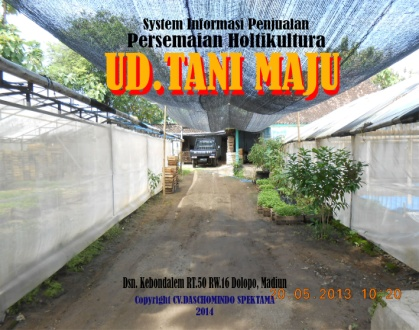 System Informasi Penjualan
Persemaian Holtikultura
UD.TANI MAJU
Dsn. Kebondalem RT.50 RW.16 Dolopo, Madiun
05 2013 10:20
Copyright CV.DASCHOMINDO SPEKTAMA
2014